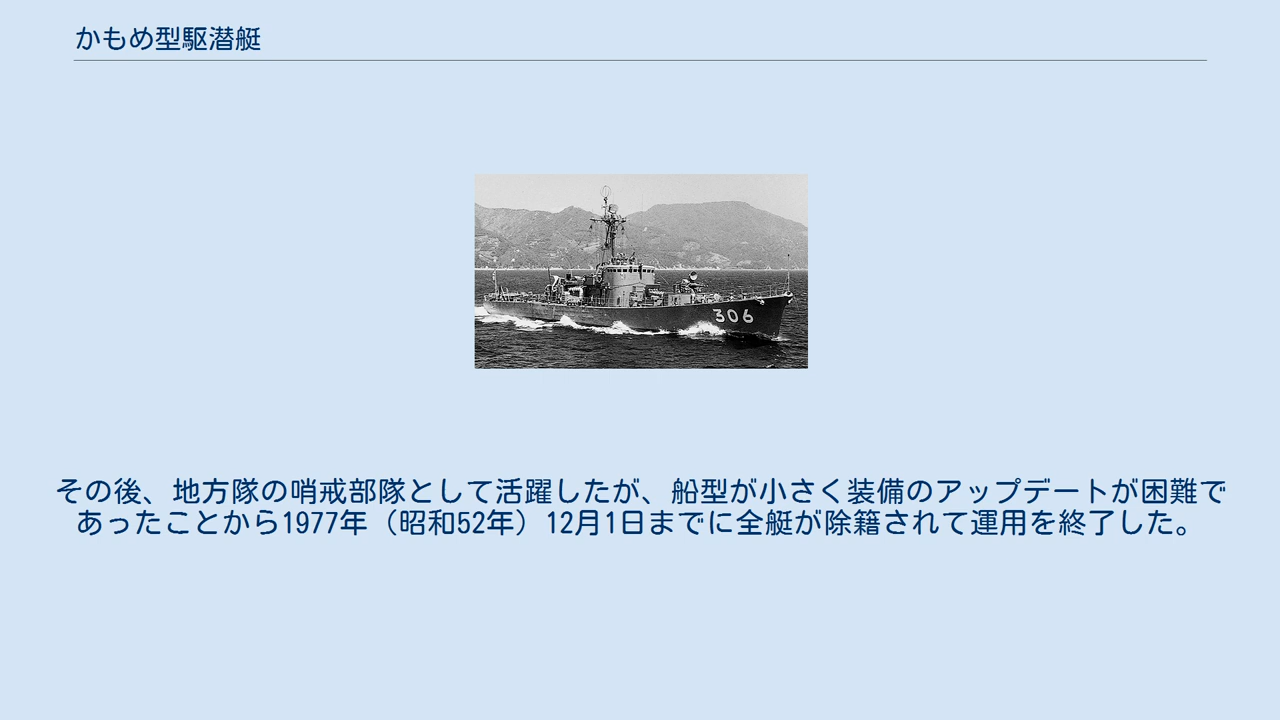 かもめ型駆潜艇
306
その後、地方隊の哨戒部隊として活躍したが、船型が小さく装備のアップデートが困難で
あったことから1977年（昭和52年）12月1日までに全艇が除籍されて運用を終了した。